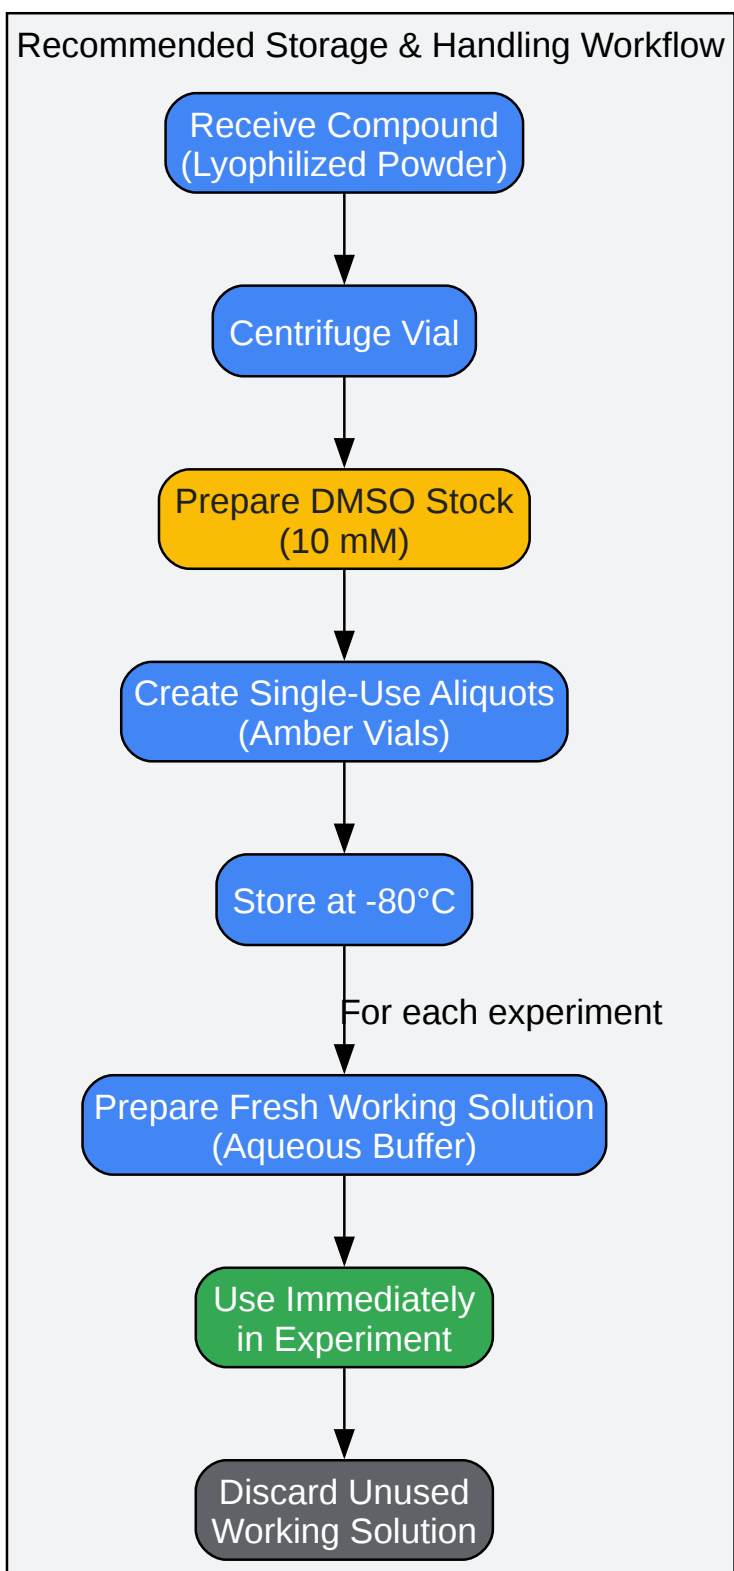 Recommended Storage & Handling Workflow
Receive Compound
(Lyophilized Powder)
Centrifuge Vial
Prepare DMSO Stock
(10 mM)
Create Single-Use Aliquots
(Amber Vials)
Store at -80°C
For each experiment
Prepare Fresh Working Solution
(Aqueous Buffer)
Use Immediately
in Experiment
Discard Unused
Working Solution